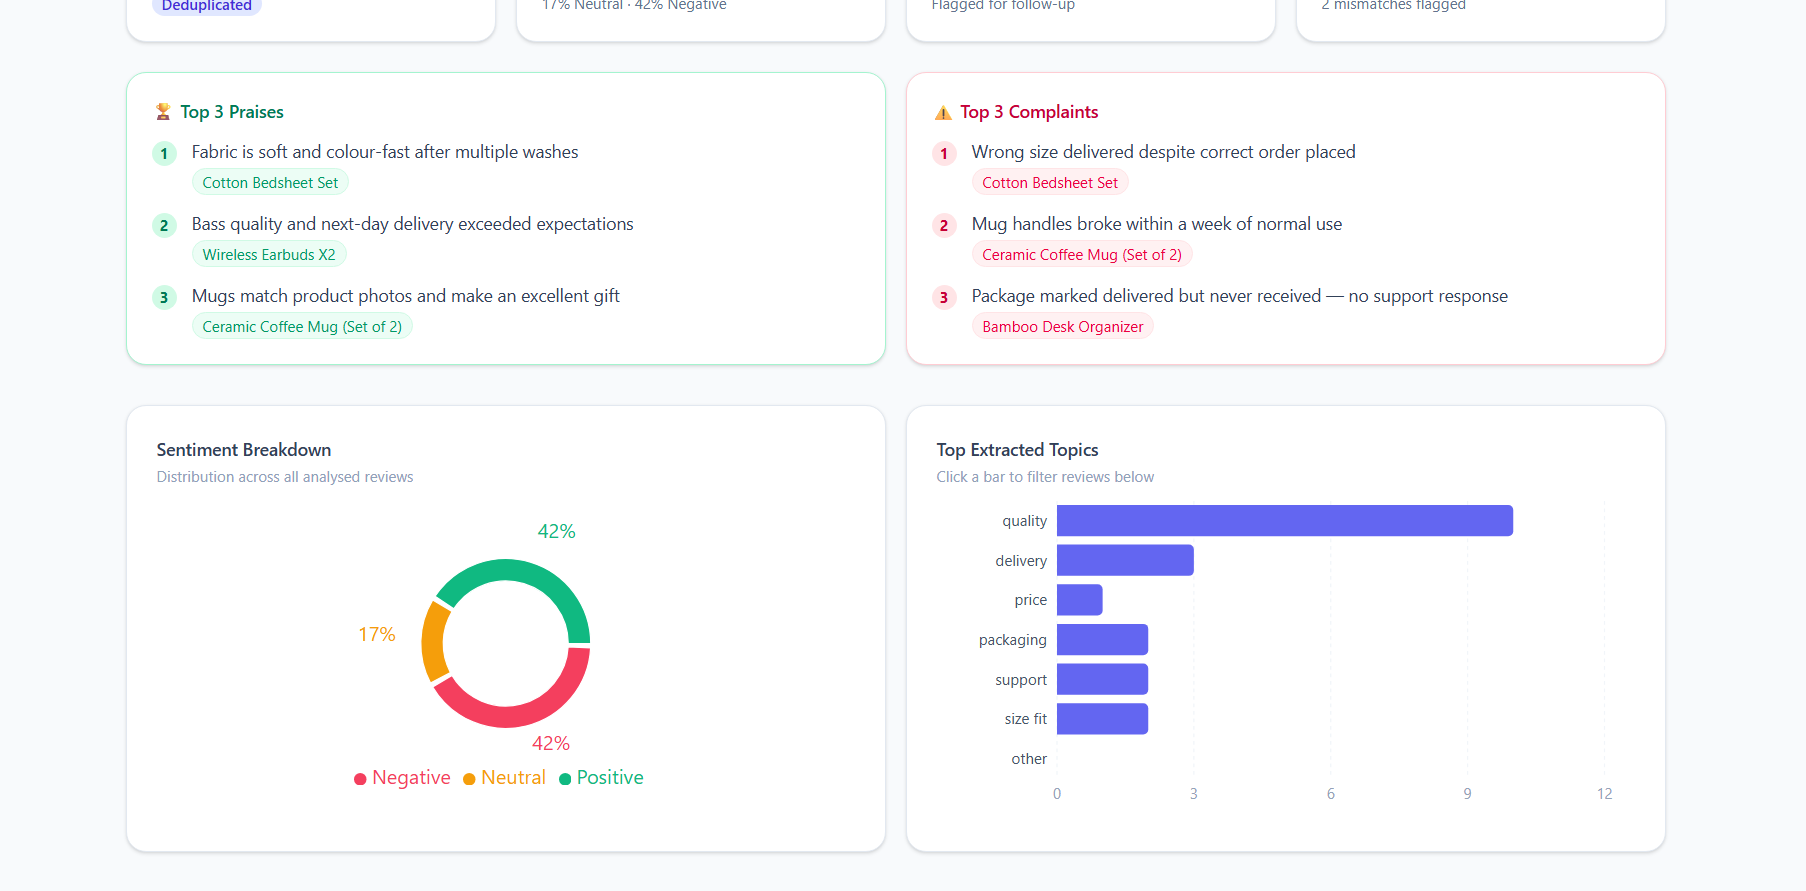 Deduplicated
17% Neutral · 42% Negative
Flagged for follow-up
2 mismatches flagged
Top 3 Praises
1 Fabric is soft and colour-fast after multiple washes
Cotton Bedsheet Set
2 Bass quality and next-day delivery exceeded expectations
Wireless Earbuds X2
3 Mugs match product photos and make an excellent gift
Ceramic Coffee Mug (Set of 2)
Top 3 Complaints
1 Wrong size delivered despite correct order placed
Cotton Bedsheet Set
2 Mug handles broke within a week of normal use
Ceramic Coffee Mug (Set of 2)
3 Package marked delivered but never received — no support response
Bamboo Desk Organizer
Sentiment Breakdown
Distribution across all analysed reviews
42%
17%
42%
Negative Neutral Positive
Top Extracted Topics
Click a bar to filter reviews below
quality
delivery
price
packaging
support
size fit
other
0 3 6 9 12